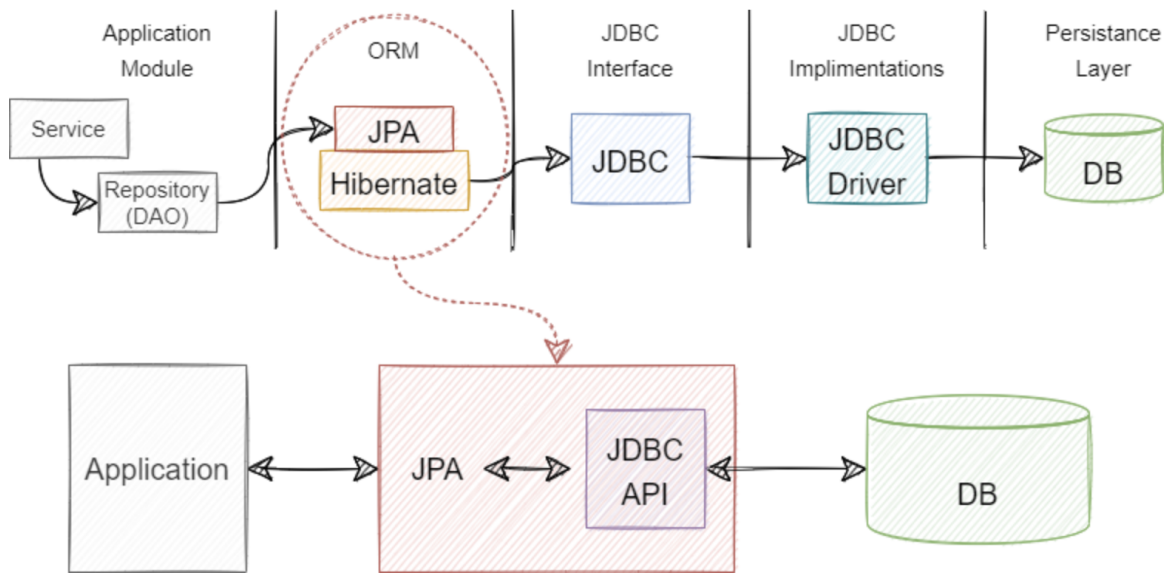 Application
Module
ORM
JDBC
Interface
JDBC
Implimentations
Persistance
Layer
Service
Repository
(DAO)
JPA
Hibernate
JDBC
JDBC
Driver
DB
Application
JPA
JDBC
API
DB